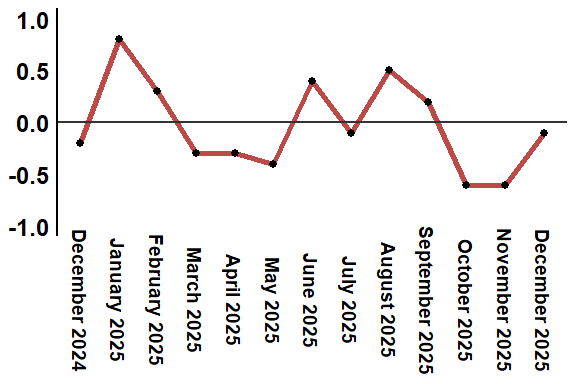 1.0
0.5
0.0
-0.5
-1.0
December 2024
January 2025
February 2025
March 2025
April 2025
May 2025
June 2025
July 2025
August 2025
September 2025
October 2025
November 2025
December 2025